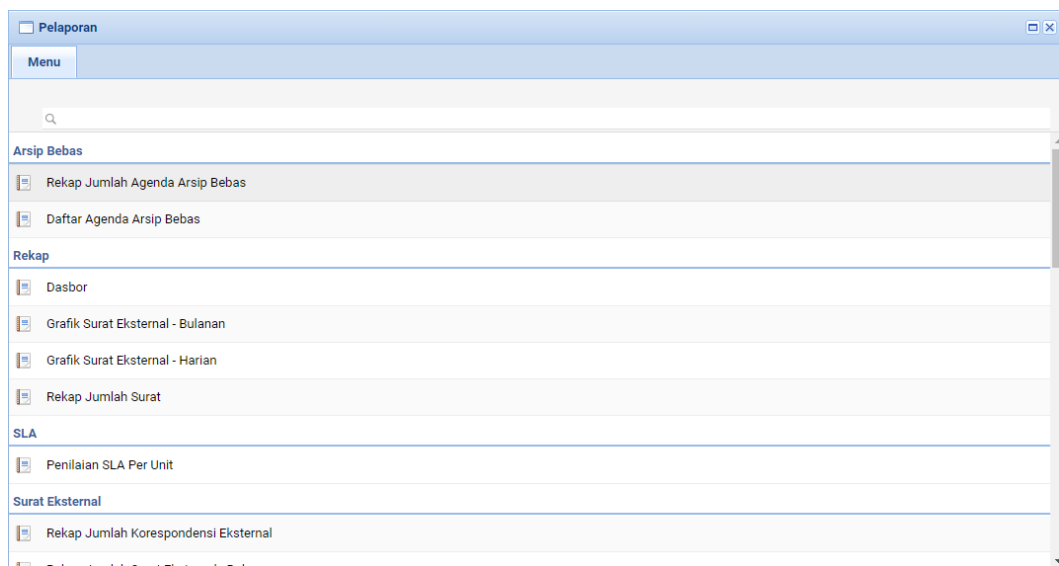 Pelaporan
Menu
Arsip Bebas
Rekap Jumlah Agenda Arsip Bebas
Daftar Agenda Arsip Bebas
Rekap
Dasbor
Grafik Surat Eksternal - Bulanan
Grafik Surat Eksternal - Harian
Rekap Jumlah Surat
SLA
Penilaian SLA Per Unit
Surat Eksternal
Rekap Jumlah Korespondensi Eksternal